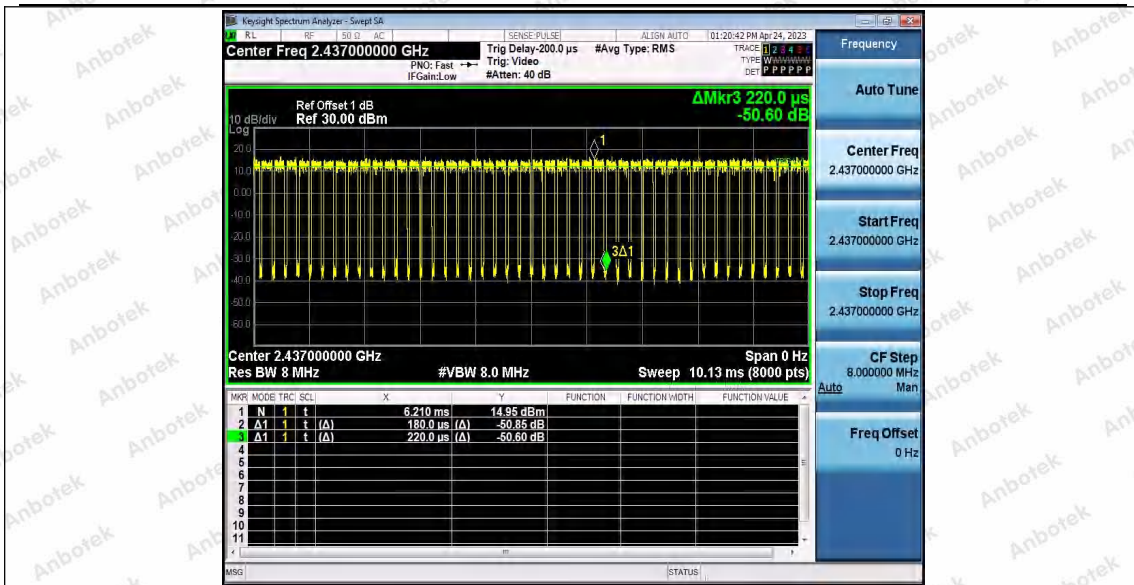 Keysight Spectrum Analyzer - Swept SA
RL RF 50 Ω AC SENSE:PULSE ALIGN AUTO 01:20:42 PM Apr 24, 2023
Center Freq 2.437000000 GHz
PNO: Fast
IFGain:Low
Trig Delay-200.0 µs
Trig: Video
#Atten: 40 dB
#Avg Type: RMS
TRACE 1 2 3 4 5 6
TYPE W
DET P P P P P P
Frequency
Auto Tune
Center Freq
2.437000000 GHz
Start Freq
2.437000000 GHz
Stop Freq
2.437000000 GHz
CF Step
8.000000 MHz
Auto Man
Freq Offset
0 Hz
ΔMkr3 220.0 µs
-50.60 dB
Ref Offset 1 dB
10 dB/div Ref 30.00 dBm
Log
20.0
10.0
0.00
-10.0
-20.0
-30.0
-40.0
-50.0
-60.0
1
3Δ1
Center 2.437000000 GHz Span 0 Hz
Res BW 8 MHz #VBW 8.0 MHz Sweep 10.13 ms (8000 pts)
MKR MODE TRC SCL X Y FUNCTION FUNCTION WIDTH FUNCTION VALUE
1 N 1 t 6.210 ms 14.95 dBm
2 Δ1 1 t (Δ) 180.0 µs (Δ) -50.85 dB
3 Δ1 1 t (Δ) 220.0 µs (Δ) -50.60 dB
4
5
6
7
8
9
10
11
MSG STATUS
Anbotek